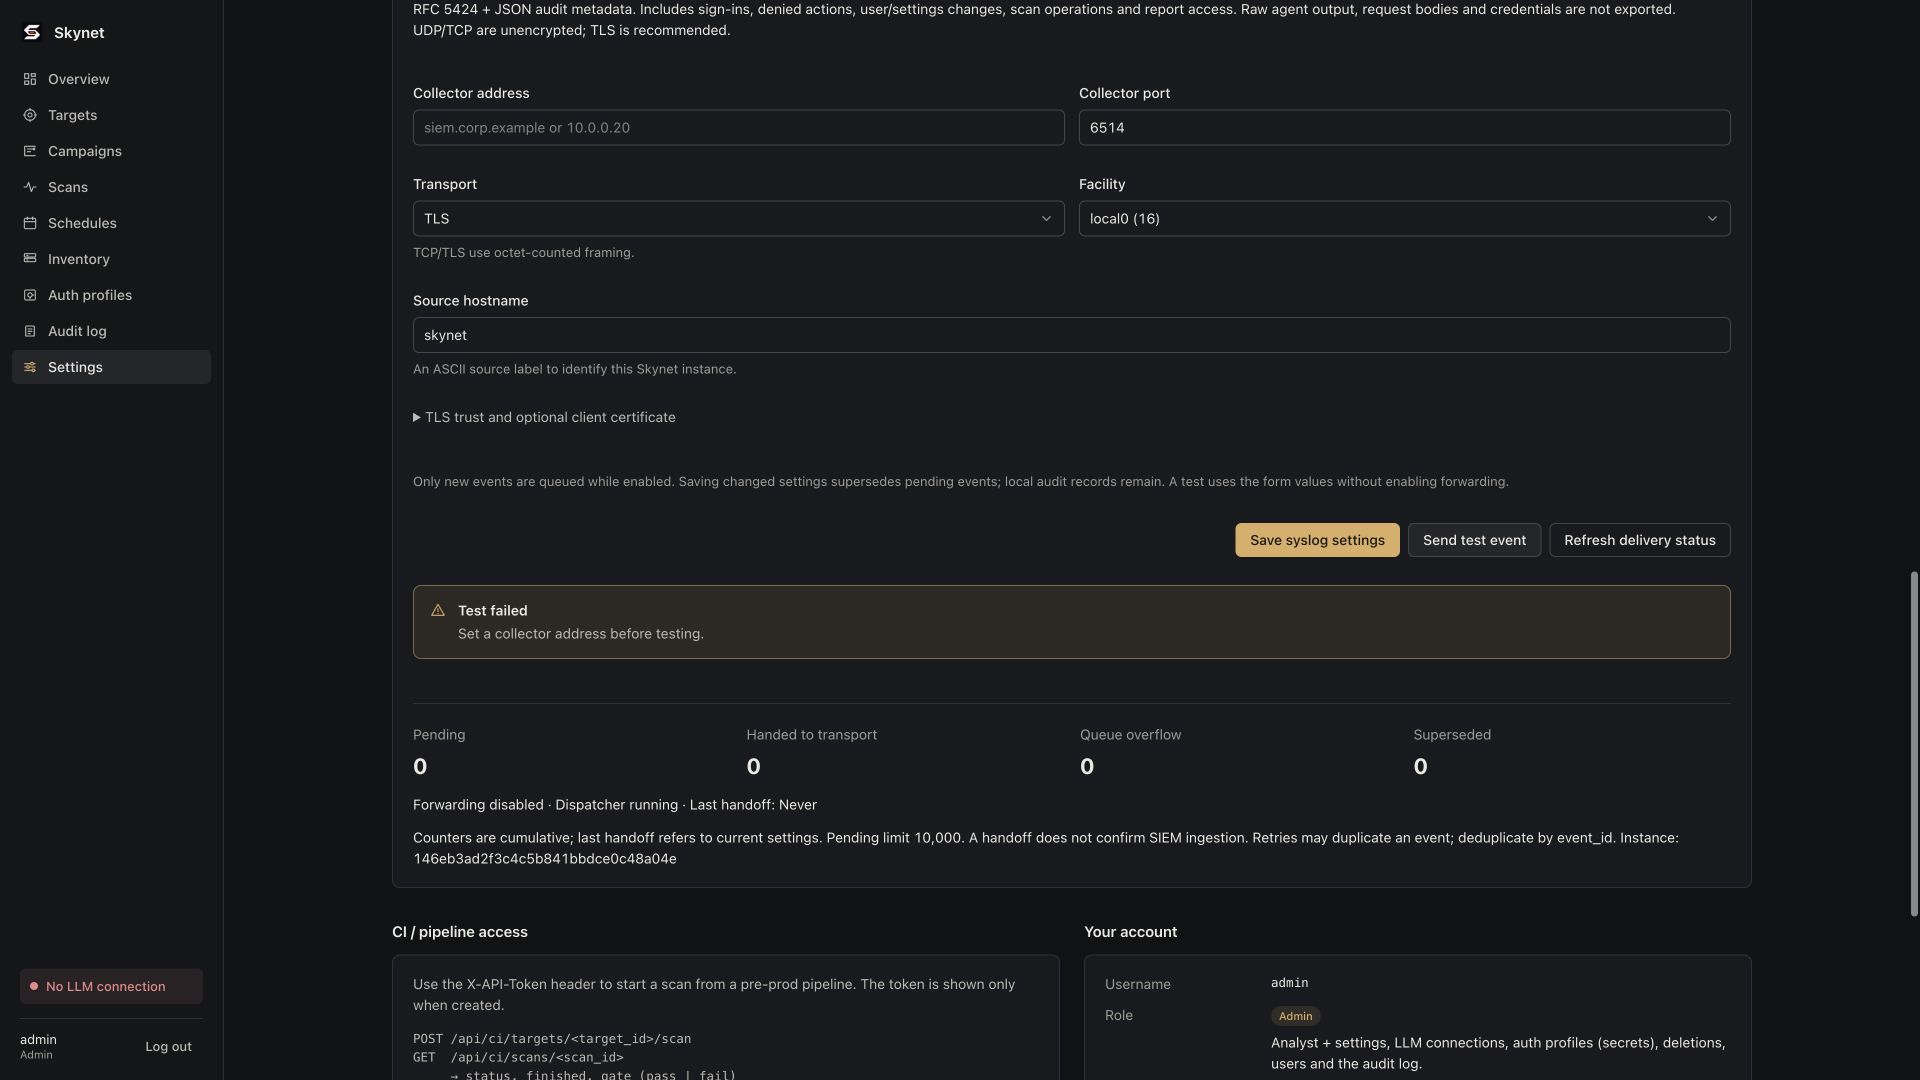 Skynet
Overview
Targets
Campaigns
Scans
Schedules
Inventory
Auth profiles
Audit log
Settings
No LLM connection
admin
Admin
Log out
RFC 5424 + JSON audit metadata. Includes sign-ins, denied actions, user/settings changes, scan operations and report access. Raw agent output, request bodies and credentials are not exported.
UDP/TCP are unencrypted; TLS is recommended.
Collector address
Collector port
siem.corp.example or 10.0.0.20
6514
Transport
Facility
TLS
local0 (16)
TCP/TLS use octet-counted framing.
Source hostname
skynet
An ASCII source label to identify this Skynet instance.
TLS trust and optional client certificate
Only new events are queued while enabled. Saving changed settings supersedes pending events; local audit records remain. A test uses the form values without enabling forwarding.
Save syslog settings
Send test event
Refresh delivery status
Test failed
Set a collector address before testing.
Pending
Handed to transport
Queue overflow
Superseded
0
0
0
0
Forwarding disabled · Dispatcher running · Last handoff: Never
Counters are cumulative; last handoff refers to current settings. Pending limit 10,000. A handoff does not confirm SIEM ingestion. Retries may duplicate an event; deduplicate by event_id. Instance:
146eb3ad2f3c4c5b841bbdce0c48a04e
CI / pipeline access
Use the X-API-Token header to start a scan from a pre-prod pipeline. The token is shown only
when created.
POST /api/ci/targets/<target_id>/scan
GET /api/ci/scans/<scan_id>
→ status, finished, gate (pass | fail)
Your account
Username
admin
Role
Admin
Analyst + settings, LLM connections, auth profiles (secrets), deletions,
users and the audit log.